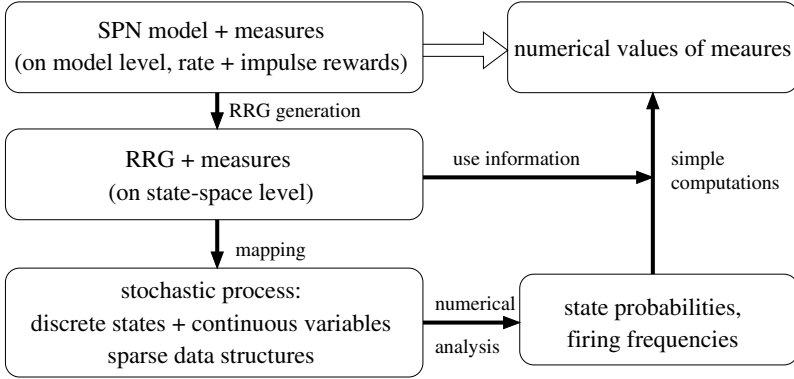 SPN model + measures
(on model level, rate + impulse rewards)
numerical values of meaures
RRG generation
RRG + measures
(on state-space level)
use information
simple
computations
mapping
stochastic process:
discrete states + continuous variables
sparse data structures
numerical
analysis
state probabilities,
firing frequencies